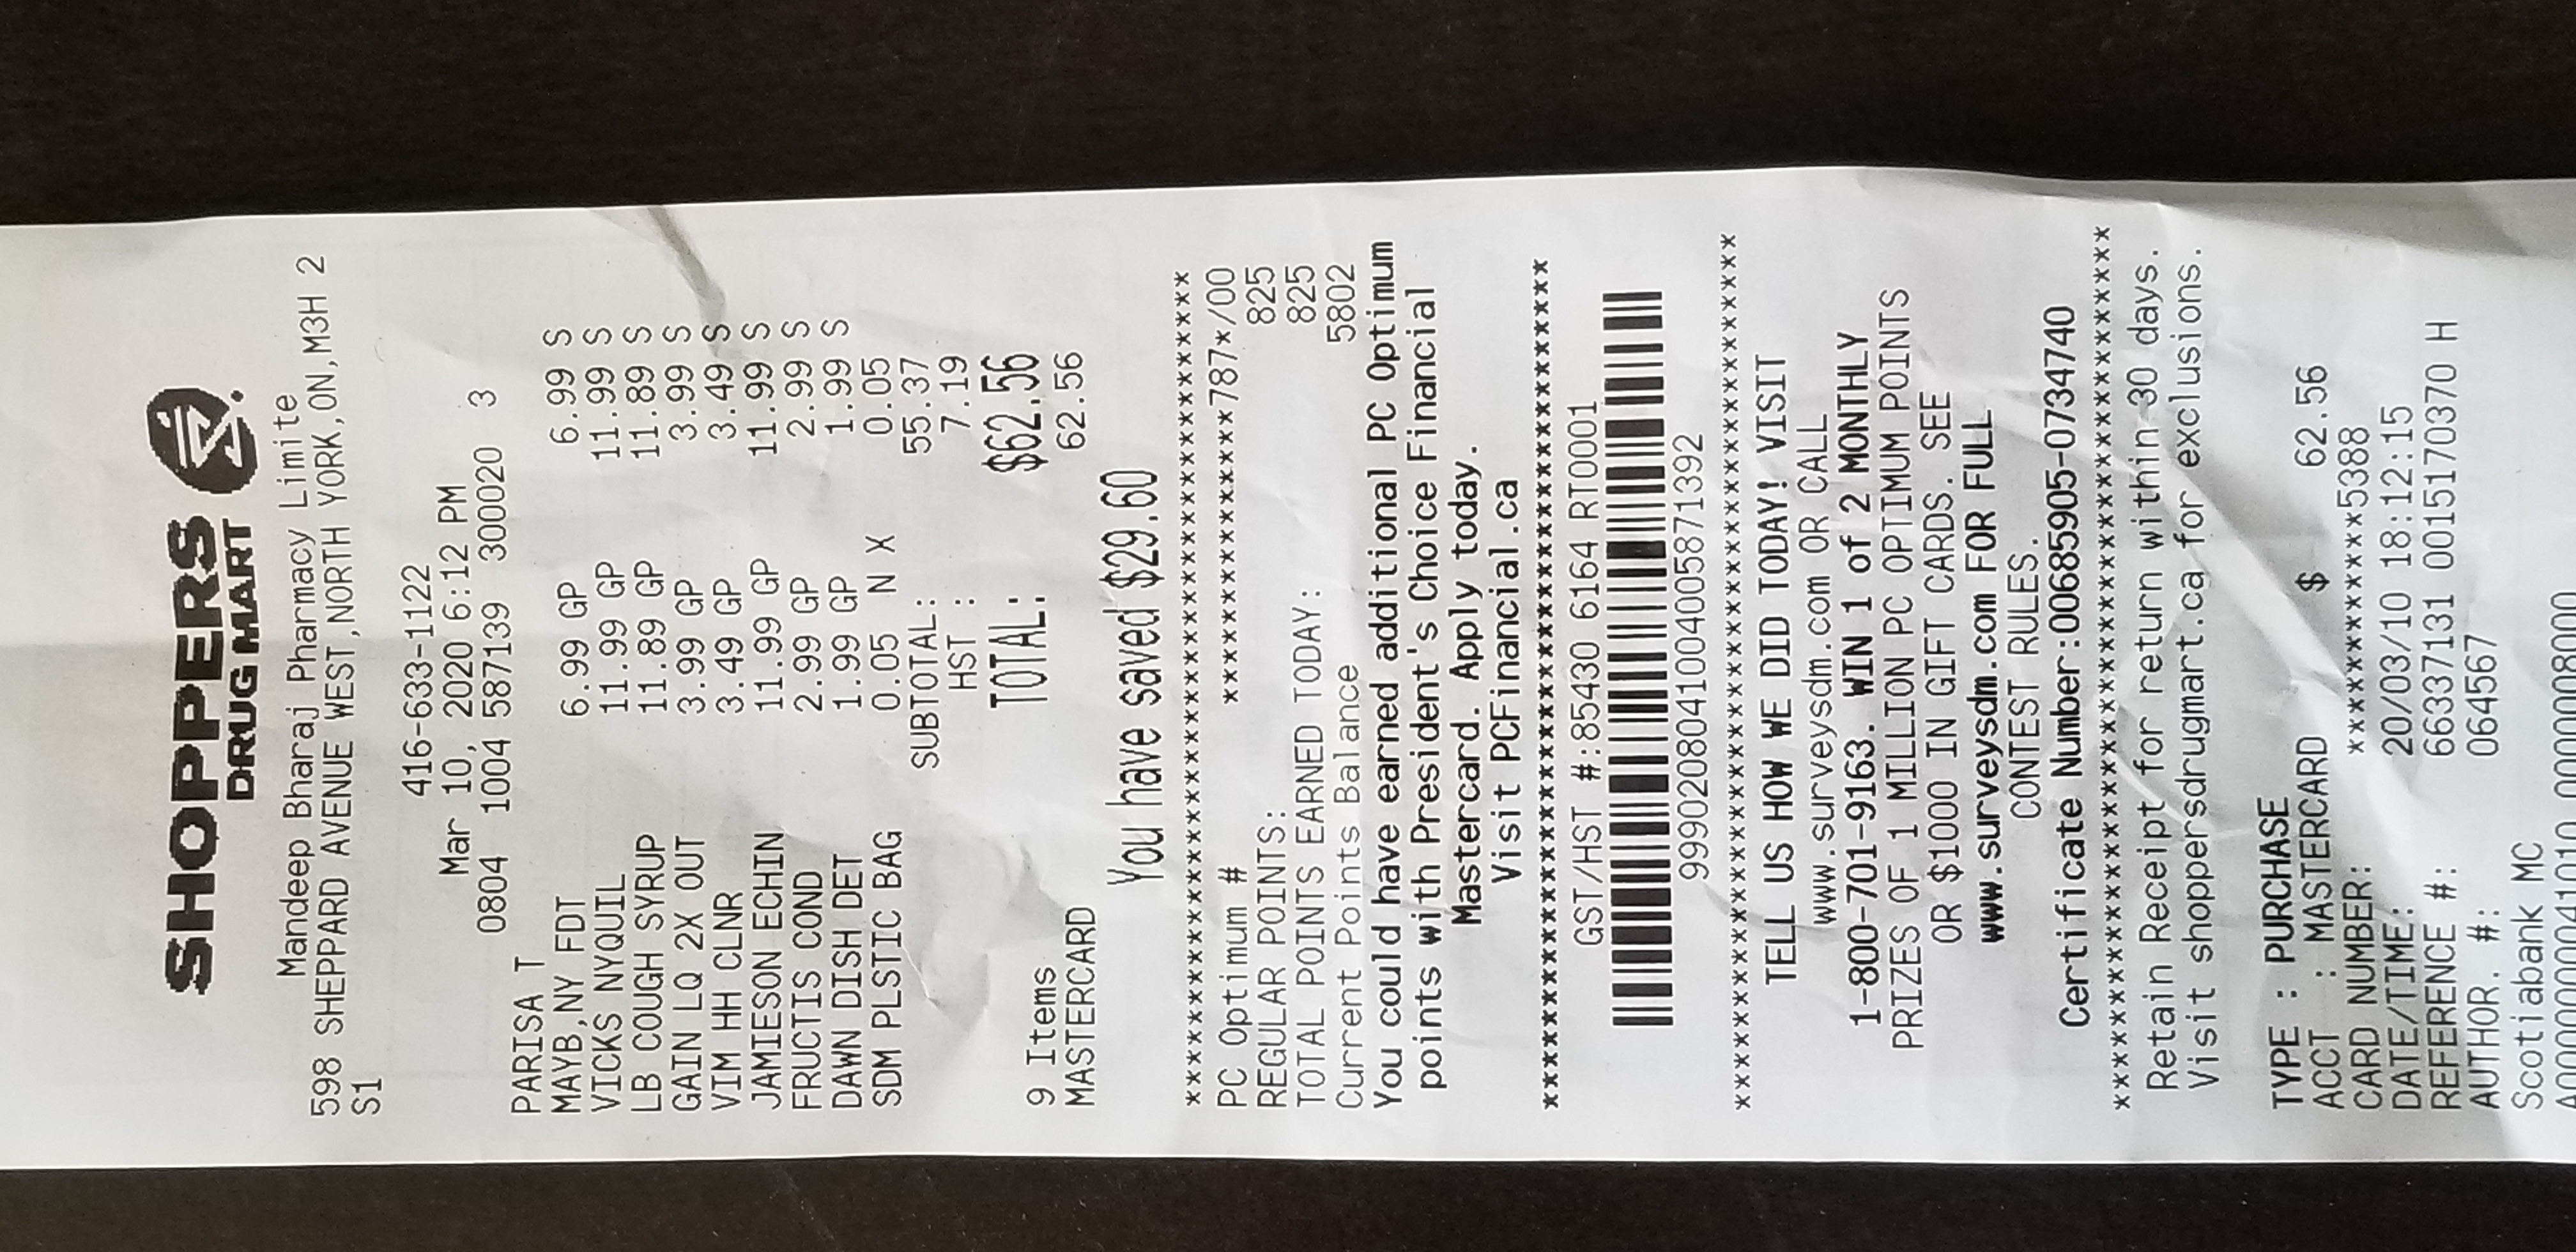 SHOPPERS
DRUG MART
Mandeep Bharaj Pharmacy Limite
598 SHEPPARD AVENUE WEST,NORTH YORK,ON,M3H 2
S1
416-633-1122
Mar 10, 2020 6:12 PM
0804 1004 587139 300020 3
PARISA T
MAYB,NY FDT 6.99 GP 6.99 S
VICKS NYQUIL 11.99 GP 11.99 S
LB COUGH SYRUP 11.89 GP 11.89 S
GAIN LQ 2X OUT 3.99 GP 3.99 S
VIM HH CLNR 3.49 GP 3.49 S
JAMIESON ECHIN 11.99 GP 11.99 S
FRUCTIS COND 2.99 GP 2.99 S
DAWN DISH DET 1.99 GP 1.99 S
SDM PLSTIC BAG 0.05 N X 0.05
SUBTOTAL: 55.37
HST : 7.19
TOTAL: $62.56
9 Items
MASTERCARD 62.56
You have saved $29.60
*****************************************
PC Optimum # ***************787*/00
REGULAR POINTS: 825
TOTAL POINTS EARNED TODAY: 825
Current Points Balance 5802
You could have earned additional PC Optimum
points with President's Choice Financial
Mastercard. Apply today.
Visit PCFinancial.ca
*****************************************
GST/HST #:85430 6164 RT0001
9990208041004005871392
*****************************************
TELL US HOW WE DID TODAY! VISIT
www.surveysdm.com OR CALL
1-800-701-9163. WIN 1 of 2 MONTHLY
PRIZES OF 1 MILLION PC OPTIMUM POINTS
OR $1000 IN GIFT CARDS. SEE
www.surveysdm.com FOR FULL
CONTEST RULES.
Certificate Number:00685905-0734740
*****************************************
Retain Receipt for return within 30 days.
Visit shoppersdrugmart.ca for exclusions.
TYPE : PURCHASE
ACCT : MASTERCARD $ 62.56
CARD NUMBER: ************5388
DATE/TIME: 20/03/10 18:12:15
REFERENCE #: 66337131 0015170370 H
AUTHOR. #: 064567
Scotiabank MC
A0000000041010 0000008000